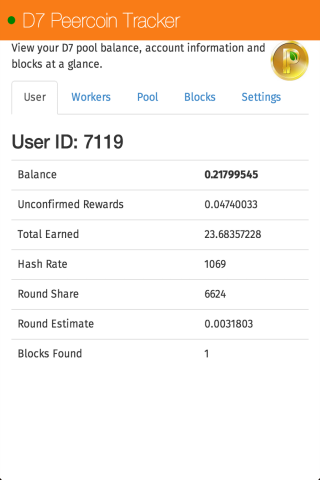 D7 Peercoin Tracker
View your D7 pool balance, account information and
blocks at a glance.
User Workers Pool Blocks Settings
User ID: 7119
Balance 0.21799545
Unconfirmed Rewards 0.04740033
Total Earned 23.68357228
Hash Rate 1069
Round Share 6624
Round Estimate 0.0031803
Blocks Found 1